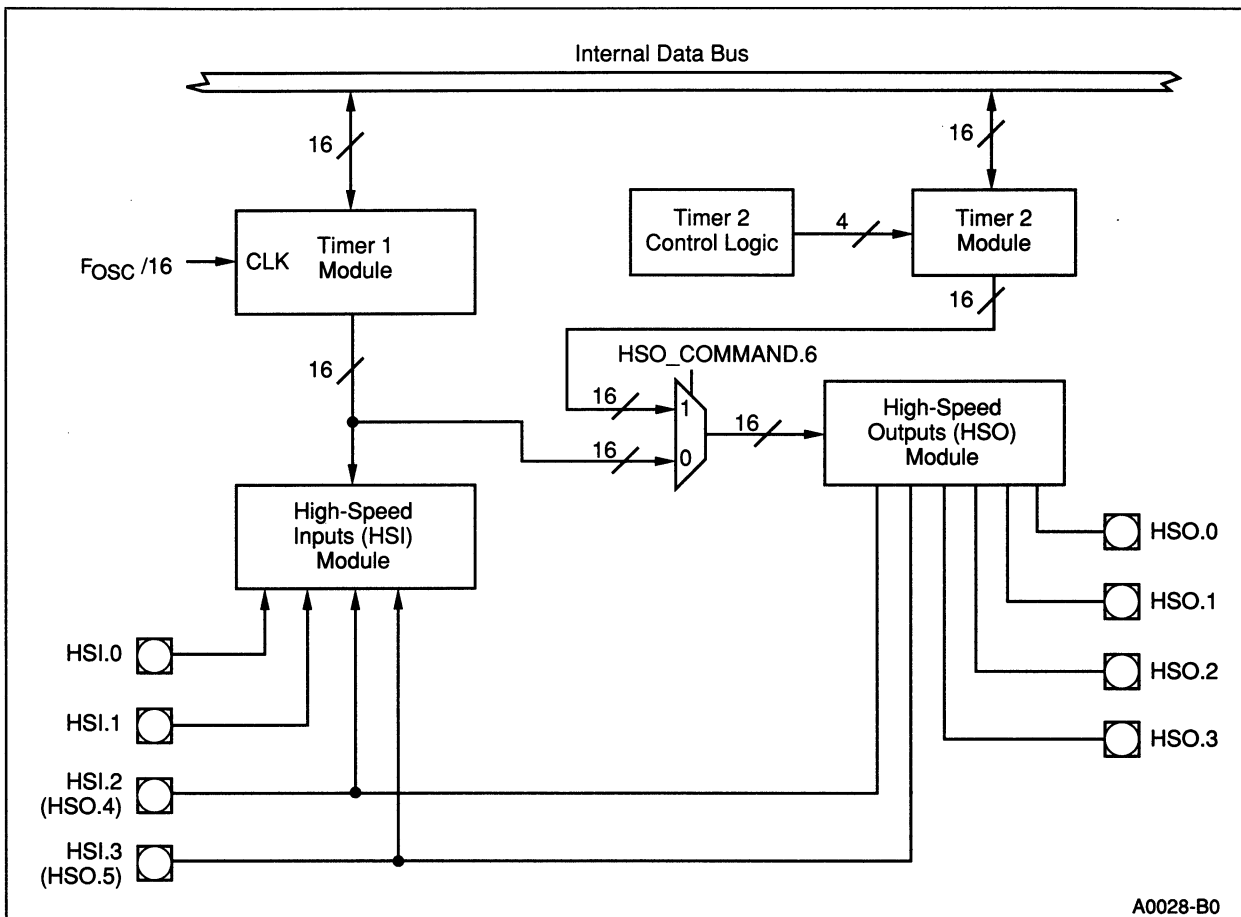 Internal Data Bus
16
16
Timer 1
Module
CLK
FOSC /16
Timer 2
Control Logic
4
Timer 2
Module
16
16
HSO_COMMAND.6
16
1
16
0
16
High-Speed
Outputs (HSO)
Module
High-Speed
Inputs (HSI)
Module
HSI.0
HSI.1
HSI.2
(HSO.4)
HSI.3
(HSO.5)
HSO.0
HSO.1
HSO.2
HSO.3
A0028-B0